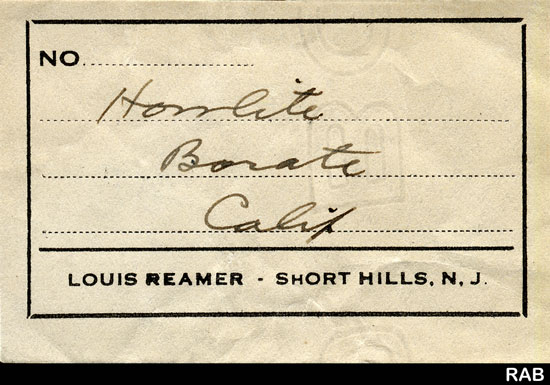 NO
Howlite
Borate
Calif
LOUIS REAMER - SHORT HILLS, N, J.
RAB